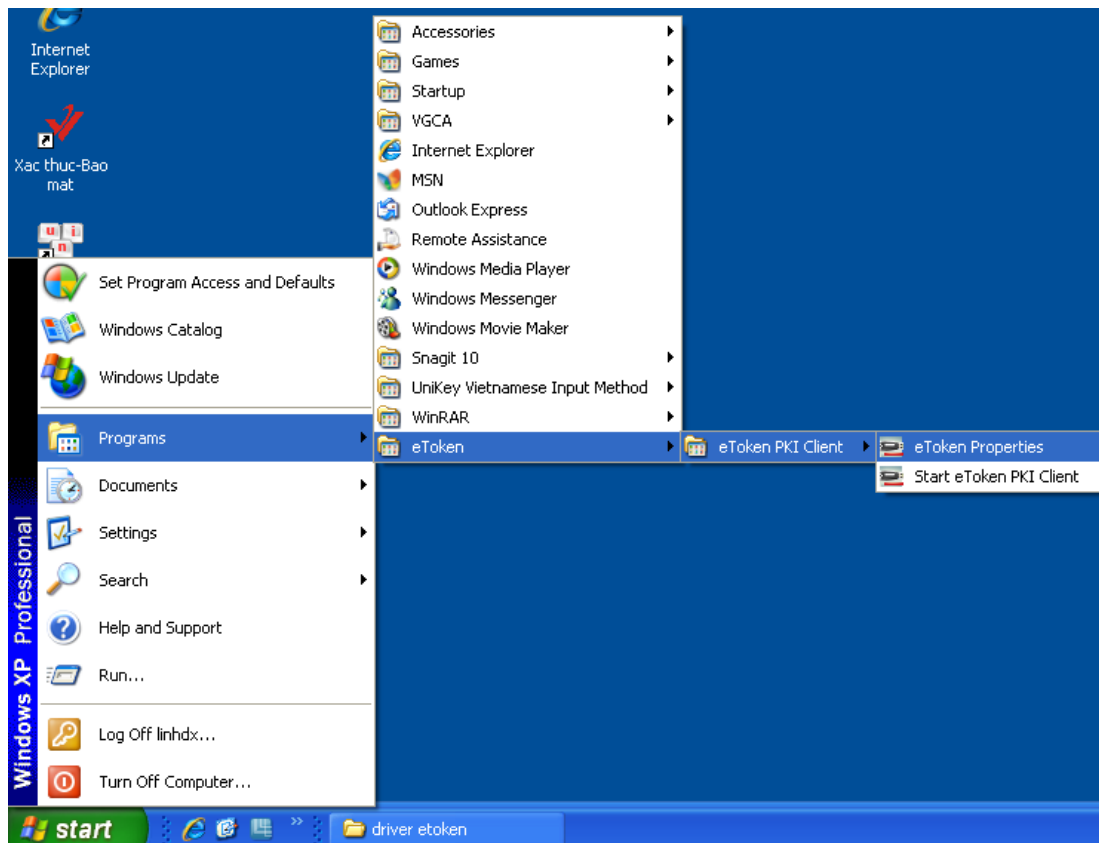 Internet
Explorer
Xac thuc-Bao
mat
u i
n
Set Program Access and Defaults
Windows Catalog
Windows Update
Programs
Documents
Settings
Search
Help and Support
Run...
Log Off linhdx...
Turn Off Computer...
Windows XP Professional
Accessories
Games
Startup
VGCA
Internet Explorer
MSN
Outlook Express
Remote Assistance
Windows Media Player
Windows Messenger
Windows Movie Maker
Snagit 10
UniKey Vietnamese Input Method
WinRAR
eToken
eToken PKI Client
eToken Properties
Start eToken PKI Client
start
driver etoken